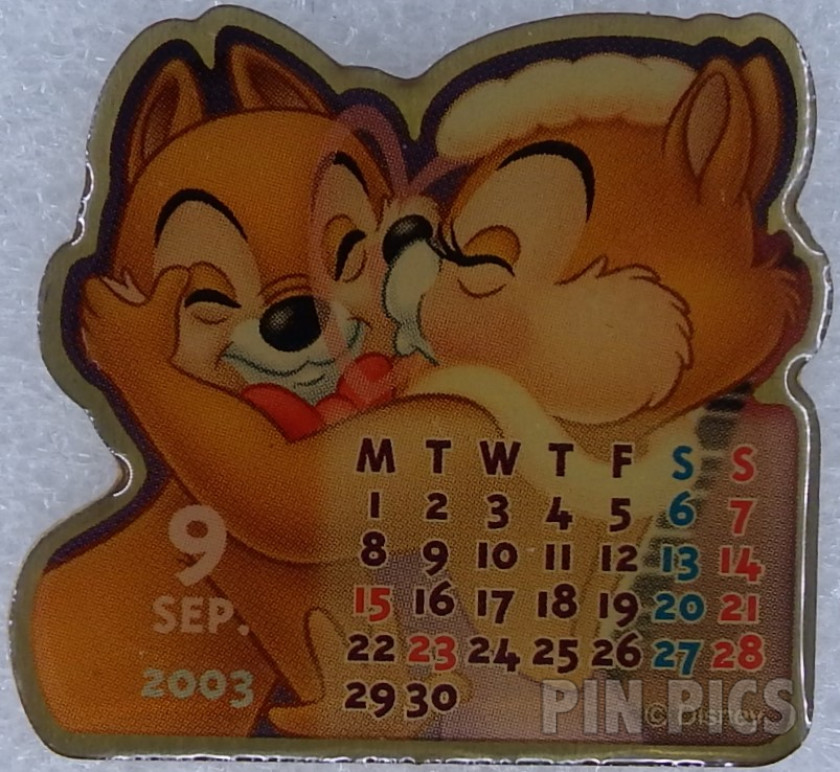 9
SEP.
2003
M T W T F S S
1 2 3 4 5 6 7
8 9 10 11 12 13 14
15 16 17 18 19 20 21
22 23 24 25 26 27 28
29 30
PIN PICS
© Disney